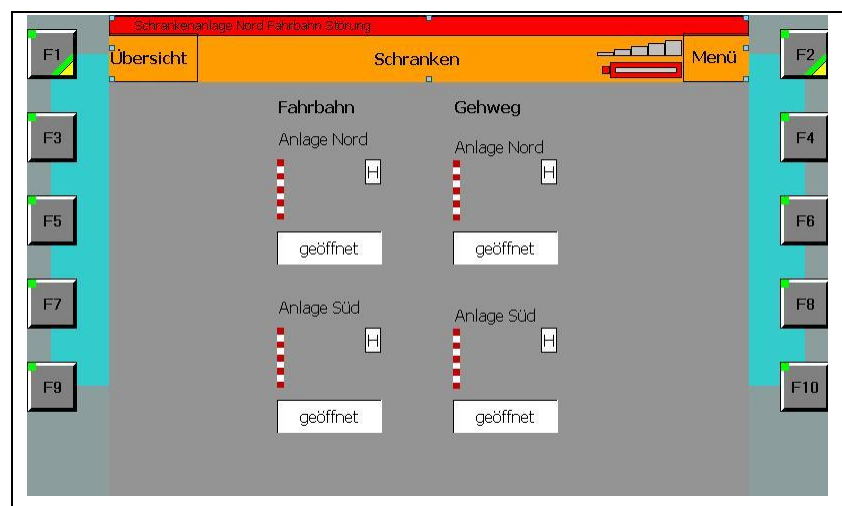 Schrankenanlage Nord Fahrbahn Störung
F1
Übersicht
Schranken
Menü
F2
Fahrbahn
Gehweg
F3
Anlage Nord
Anlage Nord
F4
H
H
F5
F6
geöffnet
geöffnet
F7
Anlage Süd
Anlage Süd
F8
H
H
F9
F10
geöffnet
geöffnet